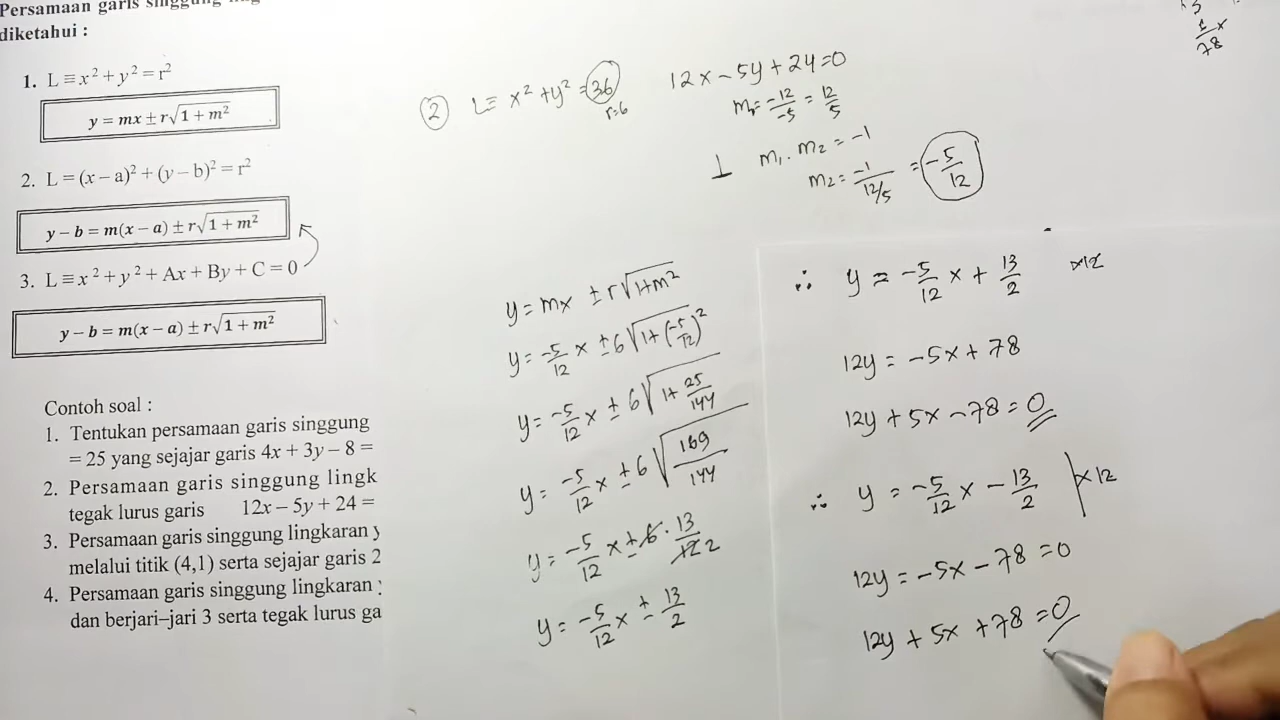 Persamaan garis singgung
diketahui :
1. L ≡ x² + y² = r²
y = mx ± r√(1 + m²)
2. L = (x – a)² + (y – b)² = r²
y – b = m(x – a) ± r√(1 + m²)
3. L ≡ x² + y² + Ax + By + C = 0
y – b = m(x – a) ± r√(1 + m²)
Contoh soal :
1. Tentukan persamaan garis singgung
= 25 yang sejajar garis 4x + 3y – 8 =
2. Persamaan garis singgung lingk
tegak lurus garis 12x – 5y + 24 =
3. Persamaan garis singgung lingkaran
melalui titik (4,1) serta sejajar garis 2
4. Persamaan garis singgung lingkaran
dan berjari–jari 3 serta tegak lurus ga
② L ≡ x² + y² = 36
r=6
12x – 5y + 24 = 0
m₁ = -12/-5 = 12/5
⊥ m₁ . m₂ = -1
m₂ = -1/(12/5) = -5/12
y = mx ± r√(1+m²)
y = -5/12 x ± 6√(1+(-5/12)²)
y = -5/12 x ± 6√(1+25/144)
y = -5/12 x ± 6√(169/144)
y = -5/12 x ± 6 . 13/12 2
y = -5/12 x ± 13/2
∴ y = -5/12 x + 13/2 ×12
12y = -5x + 78
12y + 5x – 78 = 0
∴ y = -5/12 x – 13/2 | ×12
12y = -5x – 78 = 0
12y + 5x + 78 = 0
78